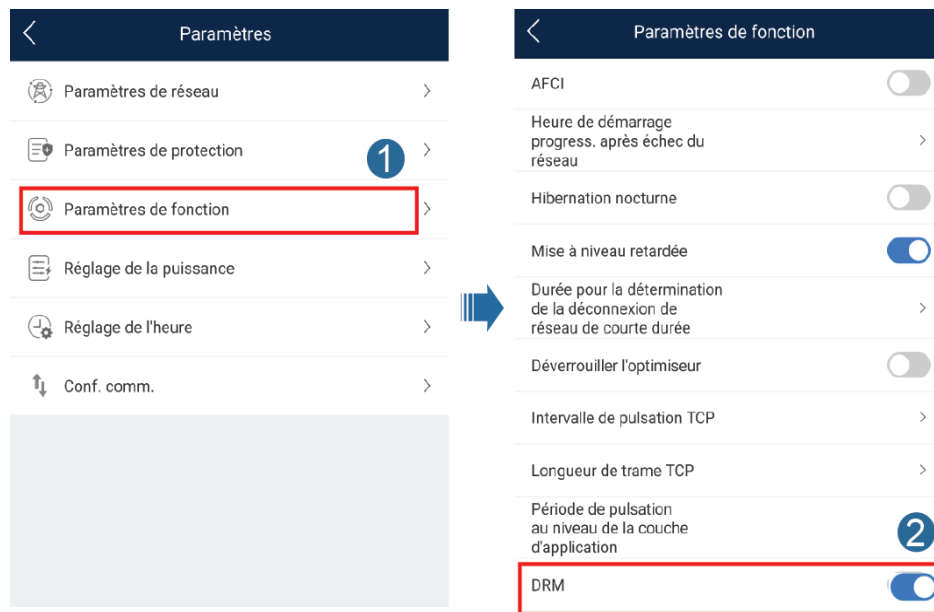 Paramètres
Paramètres de réseau
Paramètres de protection
1
Paramètres de fonction
Réglage de la puissance
Réglage de l'heure
Conf. comm.
Paramètres de fonction
AFCI
Heure de démarrage
progress. après échec du
réseau
Hibernation nocturne
Mise à niveau retardée
Durée pour la détermination
de la déconnexion de
réseau de courte durée
Déverrouiller l'optimiseur
Intervalle de pulsation TCP
Longueur de trame TCP
Période de pulsation
au niveau de la couche
d'application
2
DRM